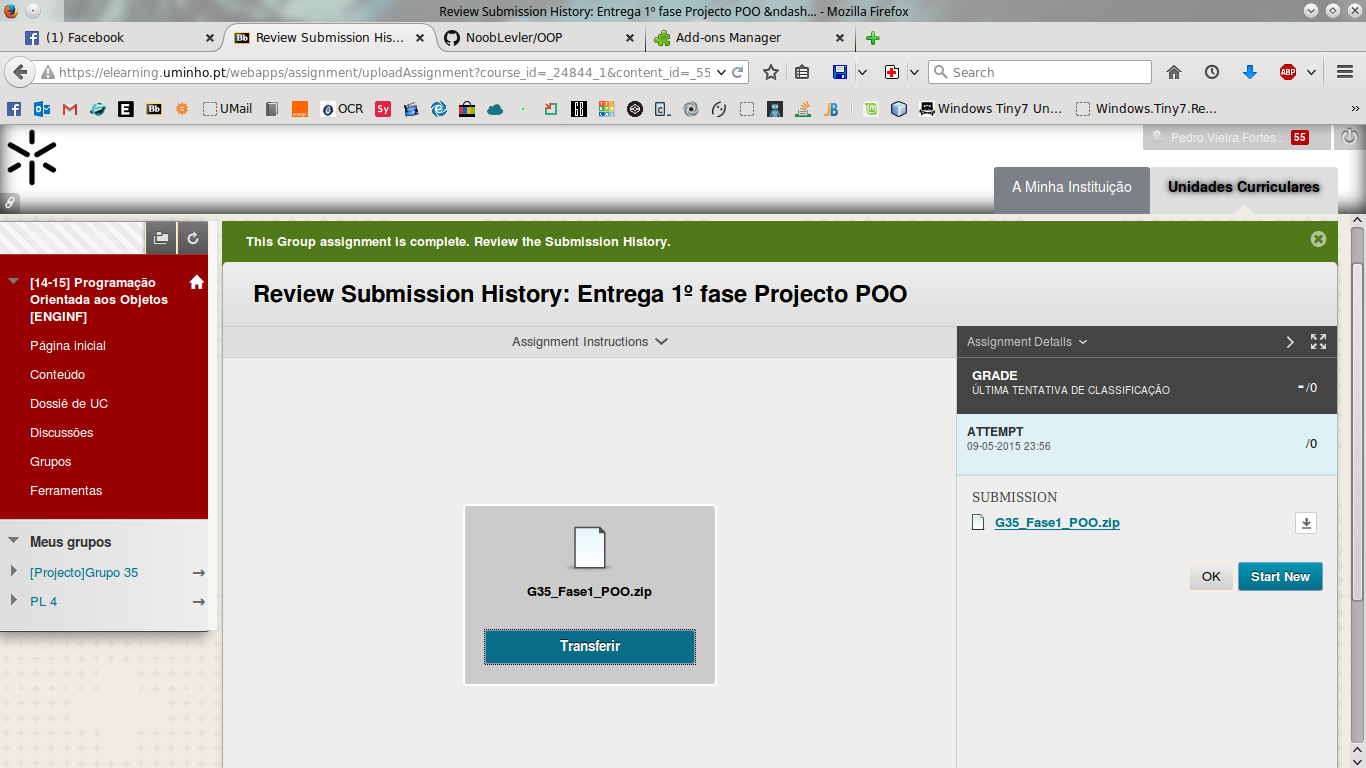 Review Submission History: Entrega 1º fase Projecto POO &ndash... - Mozilla Firefox
(1) Facebook
Review Submission His...
NoobLevler/OOP
Add-ons Manager
https://elearning.uminho.pt/webapps/assignment/uploadAssignment?course_id=_24844_1&content_id=_55
Search
ABP
UMail
OCR
Windows Tiny7 Un...
Windows.Tiny7.Re...
Pedro Vieira Fortes .
55
A Minha Instituição
Unidades Curriculares
This Group assignment is complete. Review the Submission History.
[14-15] Programação
Orientada aos Objetos
[ENGINF]
Página inicial
Conteúdo
Dossiê de UC
Discussões
Grupos
Ferramentas
Meus grupos
[Projecto]Grupo 35
PL 4
Review Submission History: Entrega 1º fase Projecto POO
Assignment Instructions
G35_Fase1_POO.zip
Transferir
Assignment Details
GRADE
ÚLTIMA TENTATIVA DE CLASSIFICAÇÃO
-/0
ATTEMPT
09-05-2015 23:56
/0
SUBMISSION
G35_Fase1_POO.zip
OK
Start New